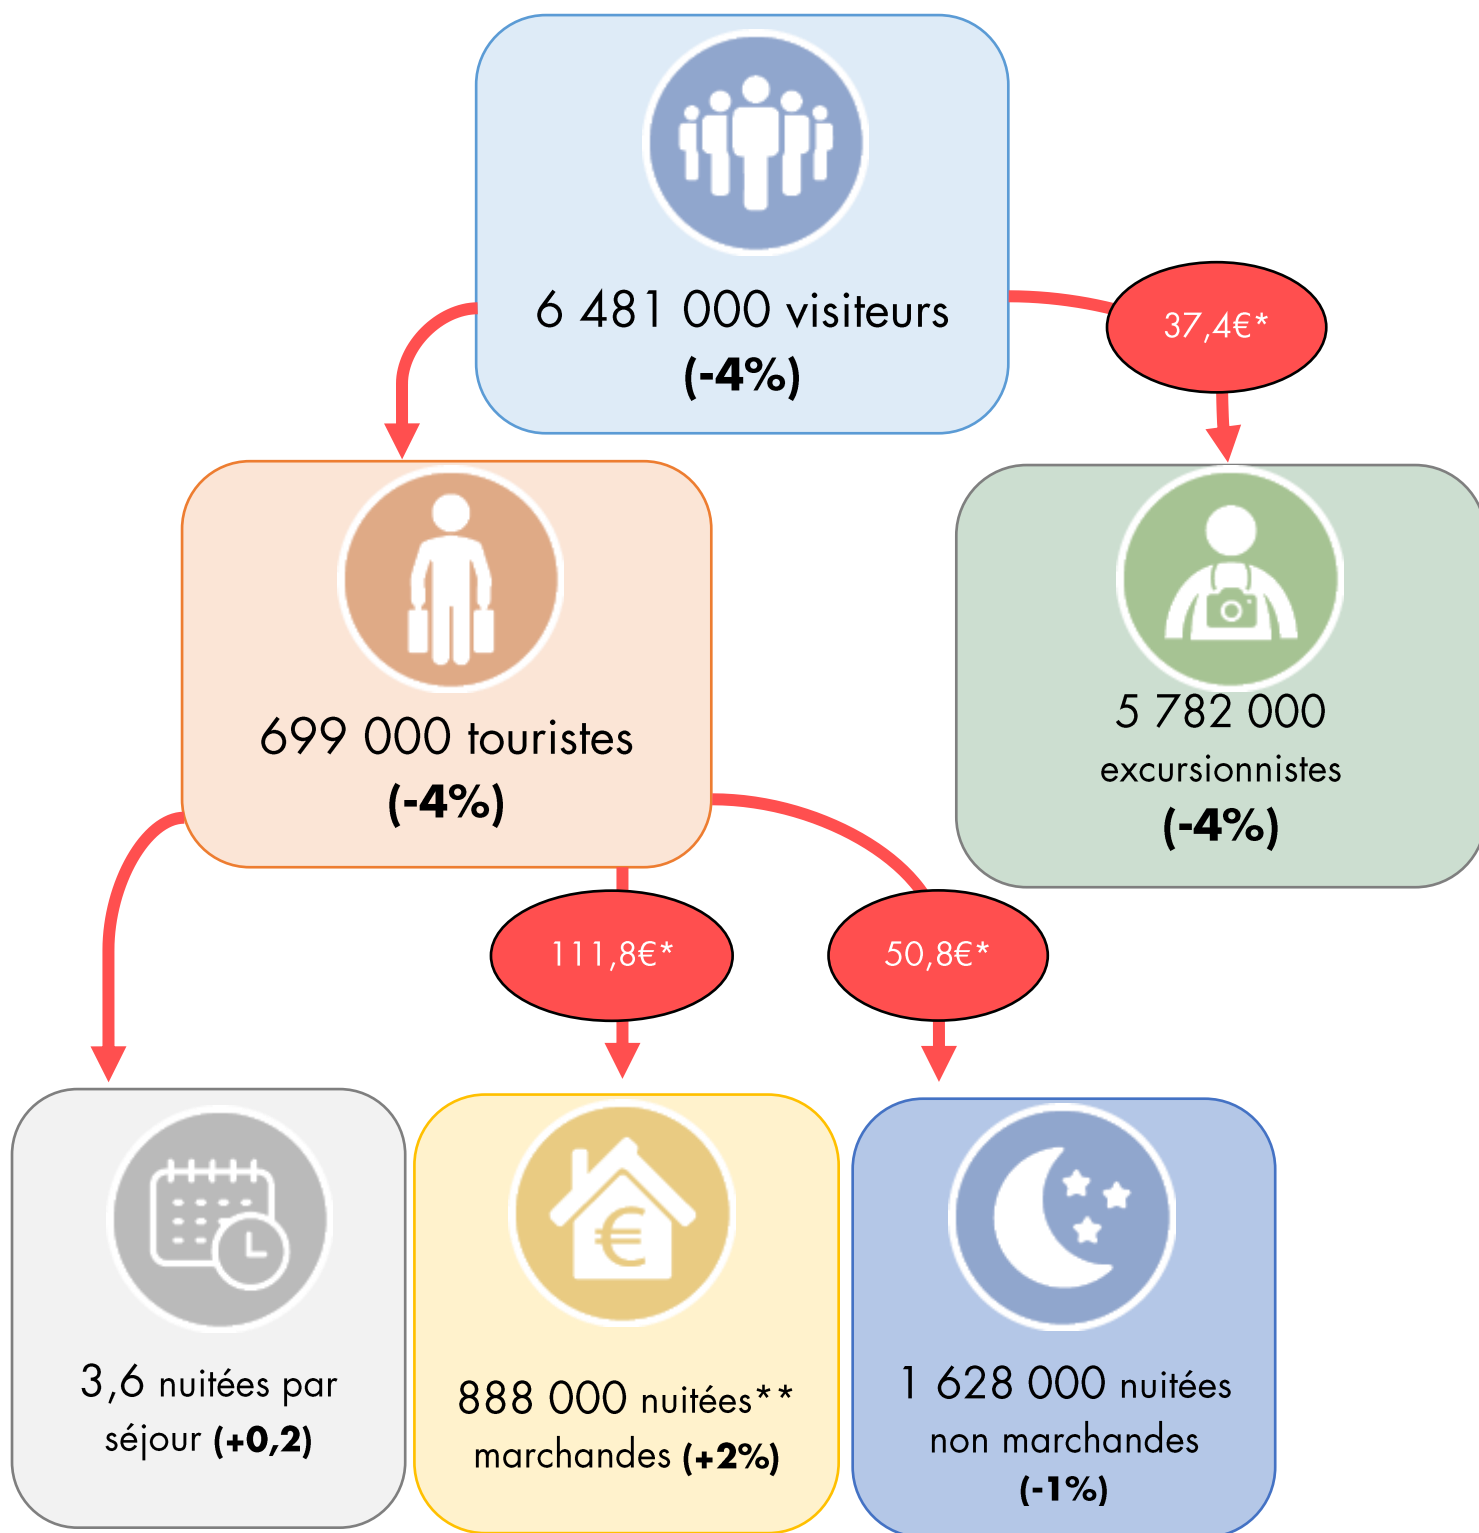 6 481 000 visiteurs
(-4%)
37,4€*
699 000 touristes
(-4%)
5 782 000
excursionnistes
(-4%)
111,8€*
50,8€*
3,6 nuitées par
séjour (+0,2)
888 000 nuitées**
marchandes (+2%)
1 628 000 nuitées
non marchandes
(-1%)